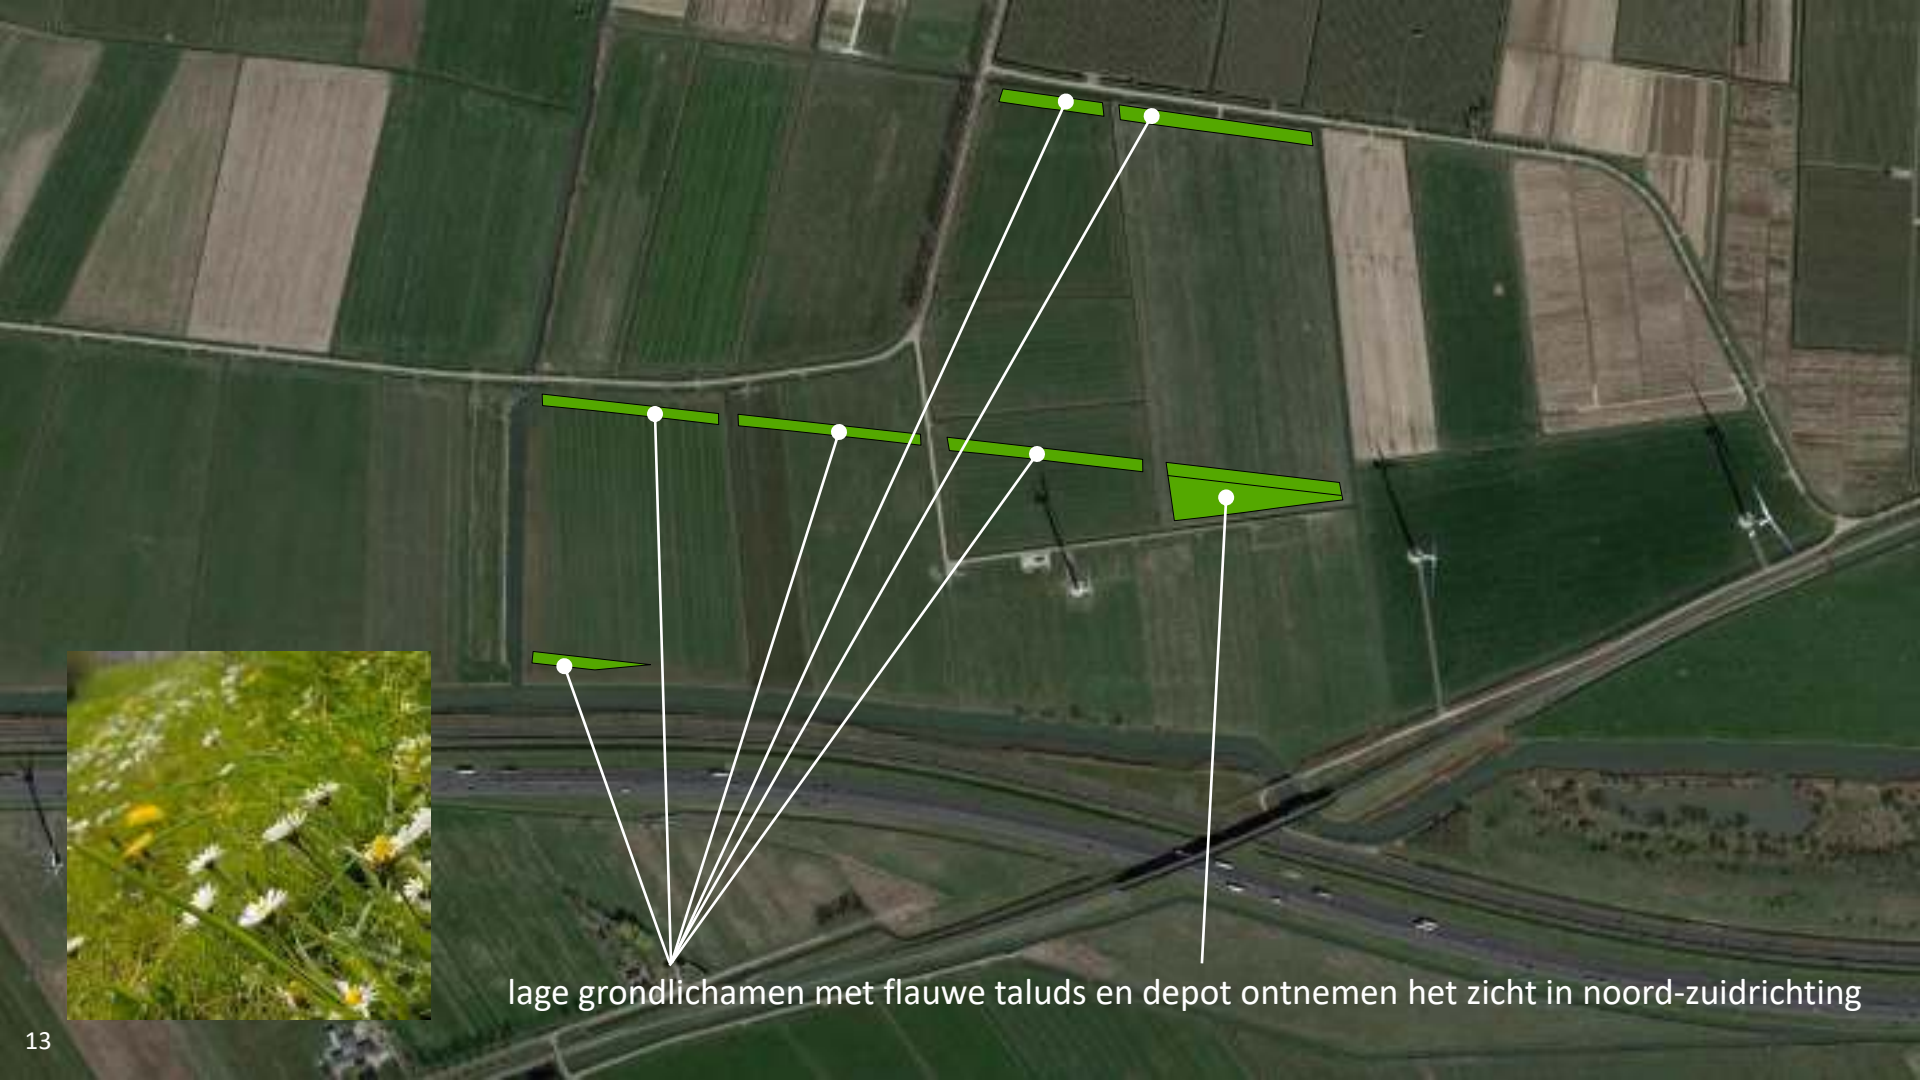 lage grondlichamen met flauwe taluds en depot ontnemen het zicht in noord-zuidrichting
13